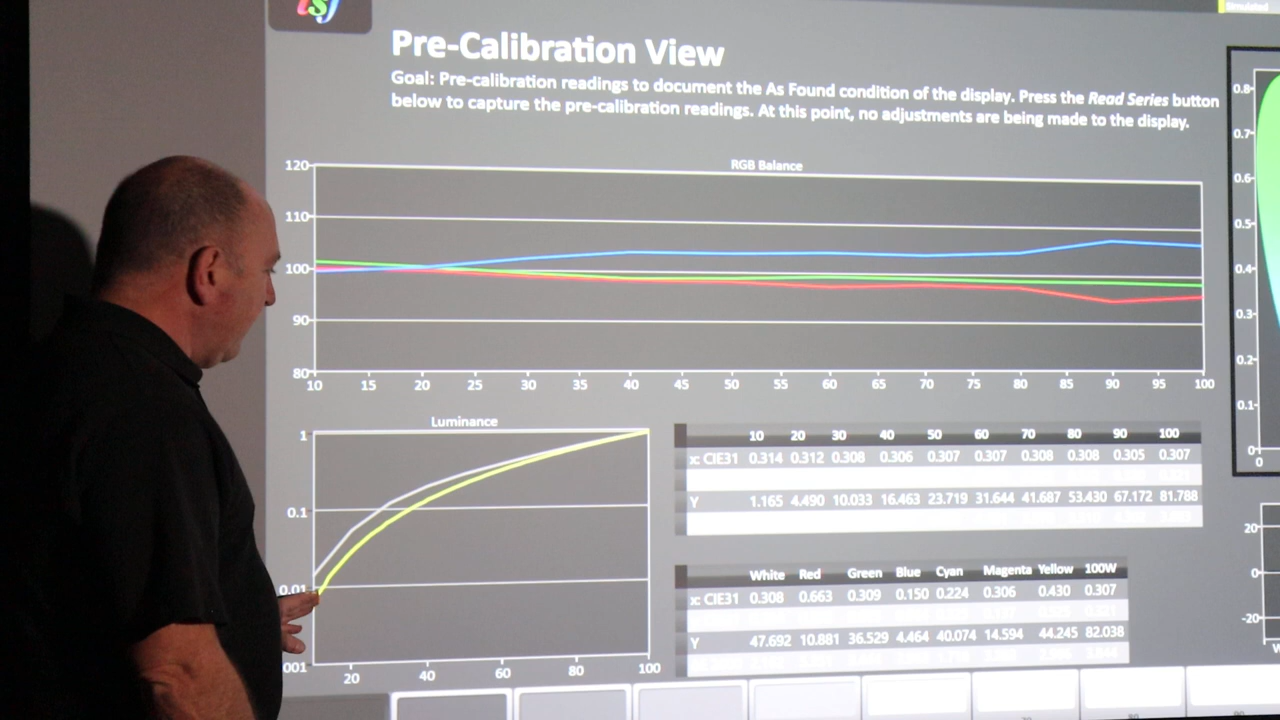 Simulated
Pre-Calibration View
Goal: Pre-calibration readings to document the As Found condition of the display. Press the Read Series button
below to capture the pre-calibration readings. At this point, no adjustments are being made to the display.
RGB Balance
120
110
100
90
80
10 15 20 25 30 35 40 45 50 55 60 65 70 75 80 85 90 95 100
Luminance
1
0.1
0.01
001
20 40 60 80 100
10 20 30 40 50 60 70 80 90 100
x: CIE31 0.314 0.312 0.308 0.306 0.307 0.307 0.308 0.308 0.305 0.307
Y 1.165 4.490 10.033 16.463 23.719 31.644 41.687 53.430 67.172 81.788
White Red Green Blue Cyan Magenta Yellow 100W
x: CIE31 0.308 0.663 0.309 0.150 0.224 0.306 0.430 0.307
Y 47.692 10.881 36.529 4.464 40.074 14.594 44.245 82.038
0.8
0.7
0.6
0.5
0.4
0.3
0.2
0.1
0
0
20
0
-20
W